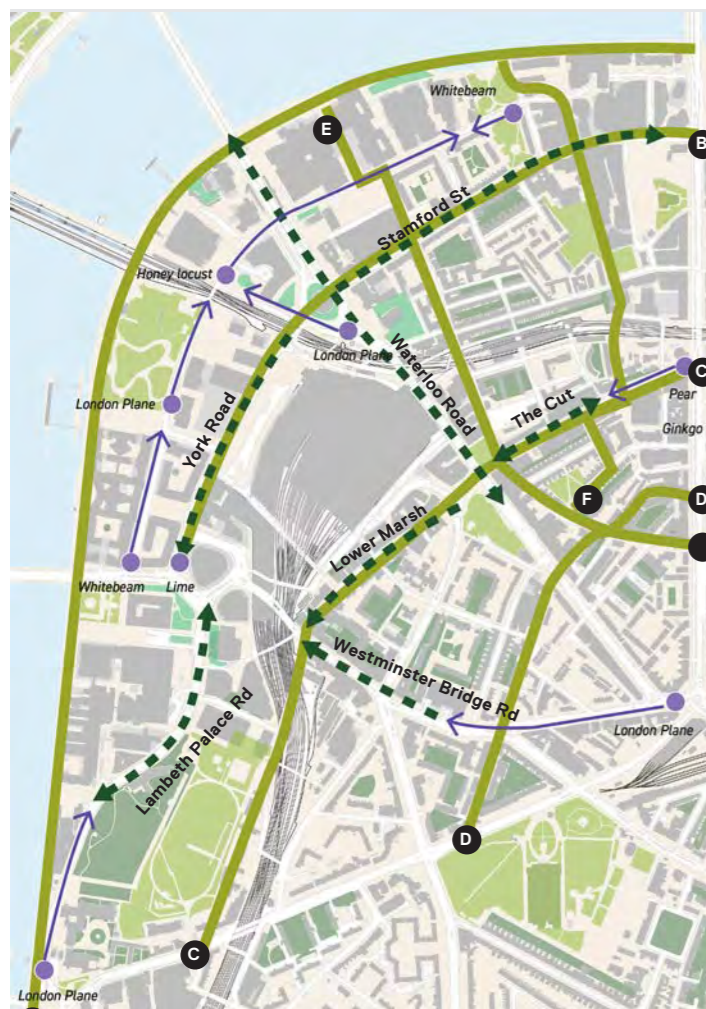 Whitebeam
E
B
Stamford St
Honey locust
London Plane
Waterloo Road
C
Pear
London Plane
The Cut
York Road
Ginkgo
F
D
Lower Marsh
Whitebeam
Lime
Westminster Bridge Rd
Lambeth Palace Rd
London Plane
D
C
London Plane